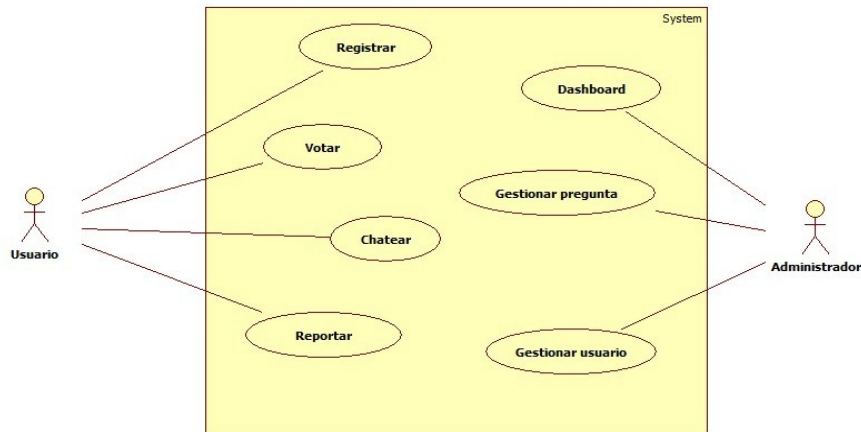 System
Registrar
Dashboard
Votar
Gestionar pregunta
Chatear
Usuario
Administrador
Reportar
Gestionar usuario